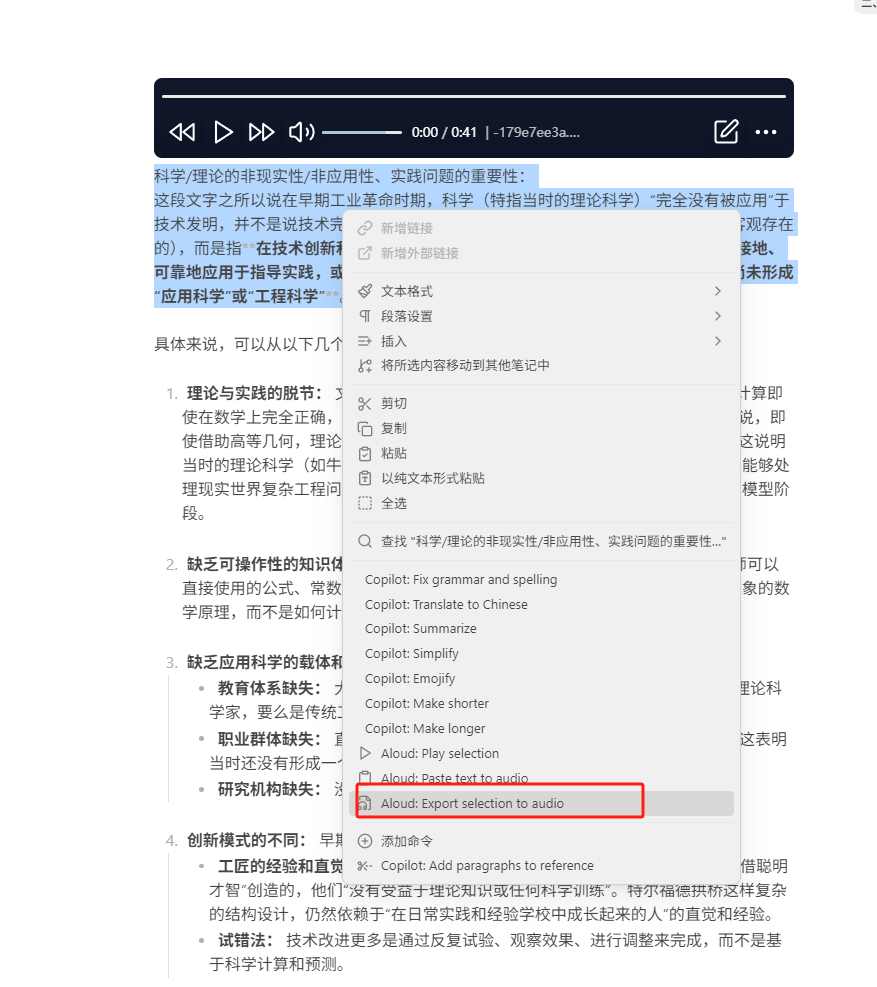 三、
0:00 / 0:41 | -179e7ee3a....
科学/理论的非现实性/非应用性、实践问题的重要性：
这段文字之所以说在早期工业革命时期，科学（特指当时的理论科学）“完全没有被应用”于
技术发明，并不是说技术完 客观存在
的），而是指**在技术创新和 接地、
可靠地应用于指导实践，或 尚未形成
“应用科学”或“工程科学”**。
具体来说，可以从以下几个
1. 理论与实践的脱节： 计算即
使在数学上完全正确， 说，即
使借助高等几何，理论 这说明
当时的理论科学（如牛 能够处
理现实世界复杂工程问 模型阶
段。
2. 缺乏可操作性的知识体 师可以
直接使用的公式、常数 象的数
学原理，而不是如何计
3. 缺乏应用科学的载体和
教育体系缺失： 理论科
学家，要么是传统工
职业群体缺失： 这表明
当时还没有形成一个
研究机构缺失： 没
4. 创新模式的不同： 早期
工匠的经验和直觉 借聪明
才智“创造的，他们“没有受益于理论知识或任何科学训练”。特尔福德拱桥这样复杂
的结构设计，仍然依赖于“在日常实践和经验学校中成长起来的人”的直觉和经验。
试错法： 技术改进更多是通过反复试验、观察效果、进行调整来完成，而不是基
于科学计算和预测。
新增链接
新增外部链接
文本格式
段落设置
插入
将所选内容移动到其他笔记中
剪切
复制
粘贴
以纯文本形式粘贴
全选
查找 "科学/理论的非现实性/非应用性、实践问题的重要性..."
Copilot: Fix grammar and spelling
Copilot: Translate to Chinese
Copilot: Summarize
Copilot: Simplify
Copilot: Emojify
Copilot: Make shorter
Copilot: Make longer
Aloud: Play selection
Aloud: Paste text to audio
Aloud: Export selection to audio
添加命令
Copilot: Add paragraphs to reference